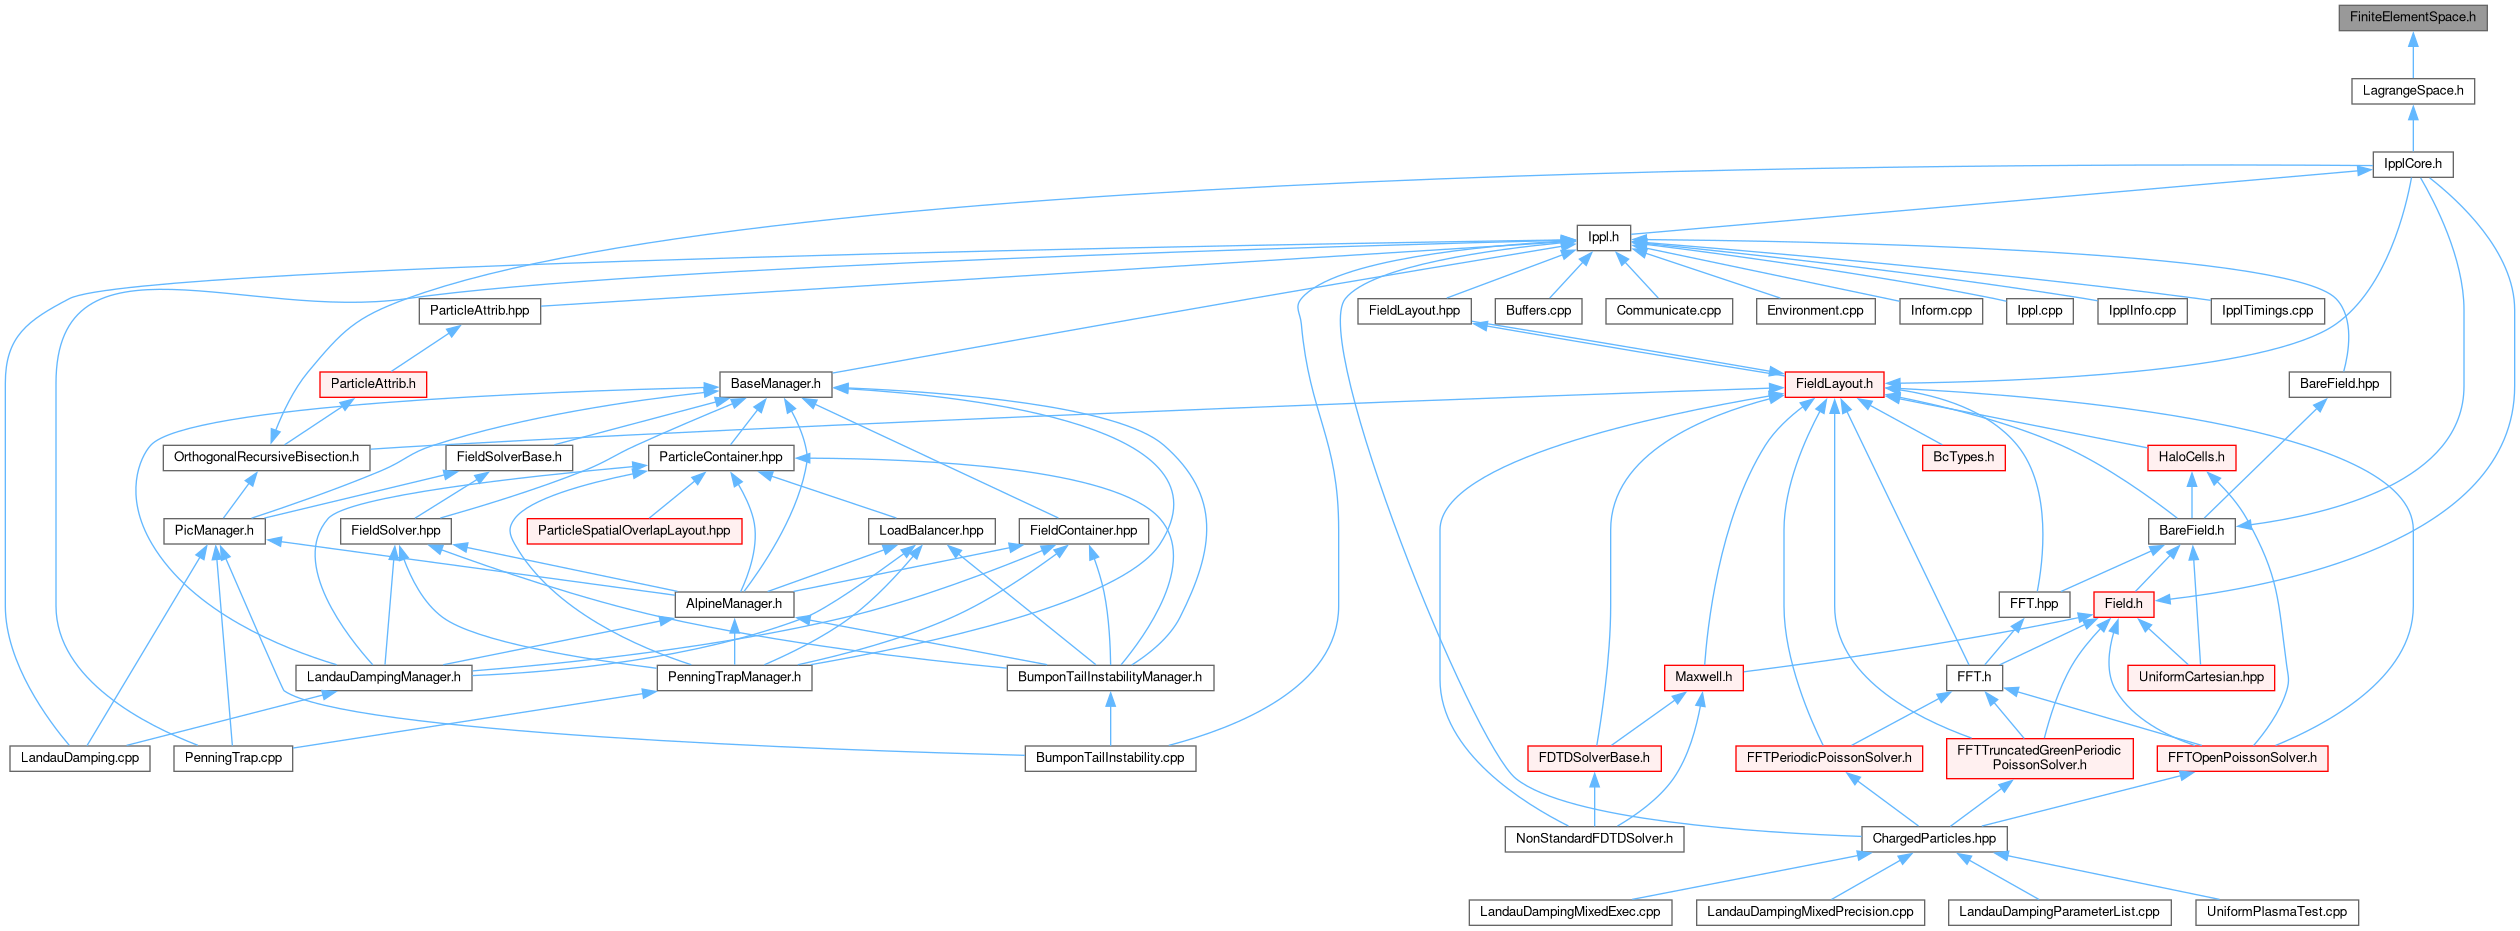 FiniteElementSpace.h
LagrangeSpace.h
IpplCore.h
Ippl.h
ParticleAttrib.hpp
FieldLayout.hpp
Buffers.cpp
Communicate.cpp
Environment.cpp
Inform.cpp
Ippl.cpp
IpplInfo.cpp
IpplTimings.cpp
ParticleAttrib.h
BaseManager.h
FieldLayout.h
BareField.hpp
OrthogonalRecursiveBisection.h
FieldSolverBase.h
ParticleContainer.hpp
BcTypes.h
HaloCells.h
PicManager.h
FieldSolver.hpp
ParticleSpatialOverlapLayout.hpp
LoadBalancer.hpp
FieldContainer.hpp
BareField.h
AlpineManager.h
FFT.hpp
Field.h
LandauDampingManager.h
PenningTrapManager.h
BumponTailInstabilityManager.h
Maxwell.h
FFT.h
UniformCartesian.hpp
LandauDamping.cpp
PenningTrap.cpp
BumponTailInstability.cpp
FDTDSolverBase.h
FFTPeriodicPoissonSolver.h
FFTTruncatedGreenPeriodic
PoissonSolver.h
FFTOpenPoissonSolver.h
NonStandardFDTDSolver.h
ChargedParticles.hpp
LandauDampingMixedExec.cpp
LandauDampingMixedPrecision.cpp
LandauDampingParameterList.cpp
UniformPlasmaTest.cpp